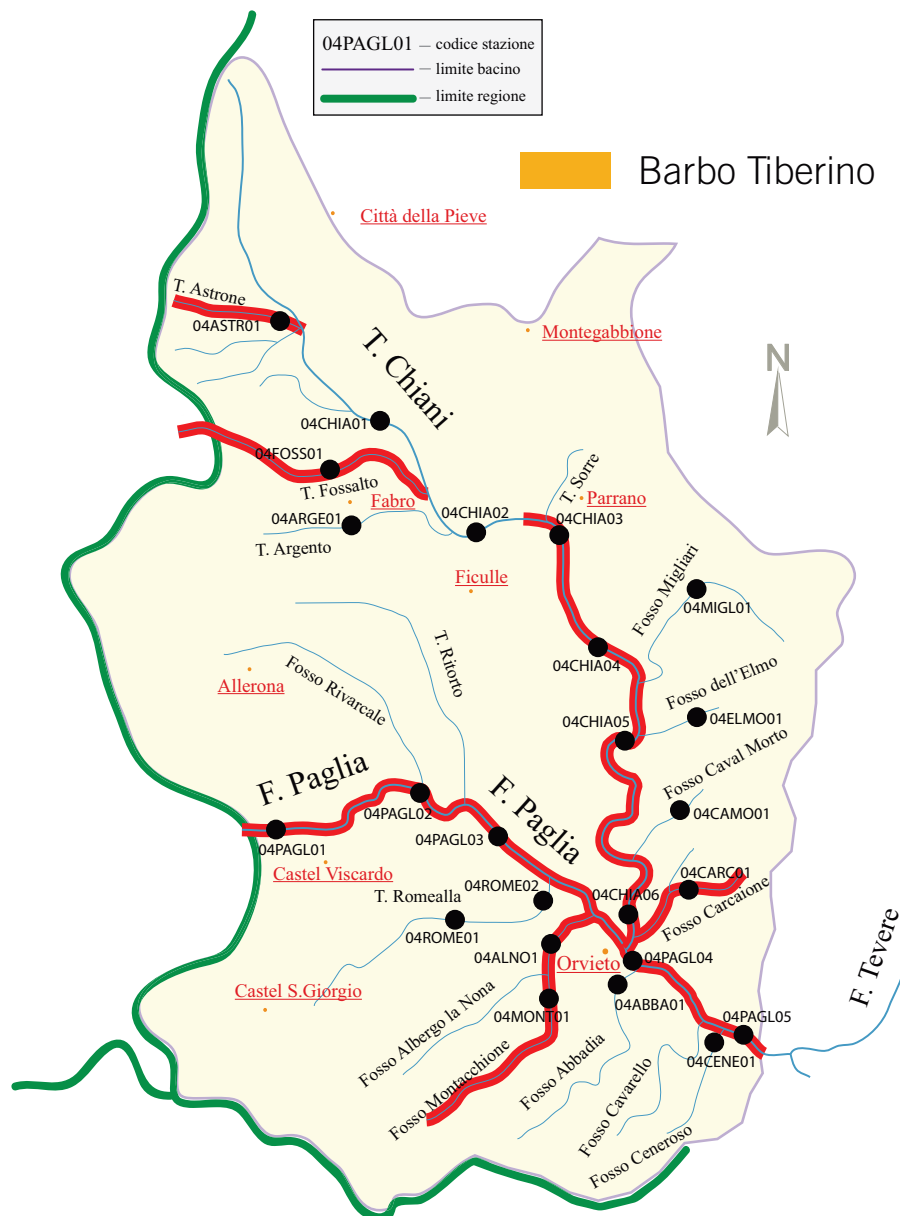 04PAGL01 – codice stazione
– limite bacino
– limite regione
Barbo Tiberino
Città della Pieve
T. Astrone
04ASTR01
Montegabbione
T. Chiani
N
04CHIA01
04FOSS01
T. Sorre
T. Fossalto
Fabro
Parrano
04ARGE01
04CHIA02
04CHIA03
T. Argento
Ficulle
Fosso Migliari
04MIGL01
T. Ritorto
04CHIA04
Allerona
Fosso Rivarcale
Fosso dell'Elmo
04CHIA05
04ELMO01
Fosso Caval Morto
F. Paglia
F. Paglia
04PAGL02
04CAMO01
04PAGL01
04PAGL03
Castel Viscardo
04CARC01
T. Romealla
04ROME02
04CHIA06
Fosso Carcaione
04ROME01
04ALNO1
Orvieto
04PAGL04
F. Tevere
Castel S.Giorgio
04MONT01
04ABBA01
04PAGL05
Fosso Albergo la Nona
04CENE01
Fosso Montacchione
Fosso Abbadia
Fosso Cavarello
Fosso Ceneroso